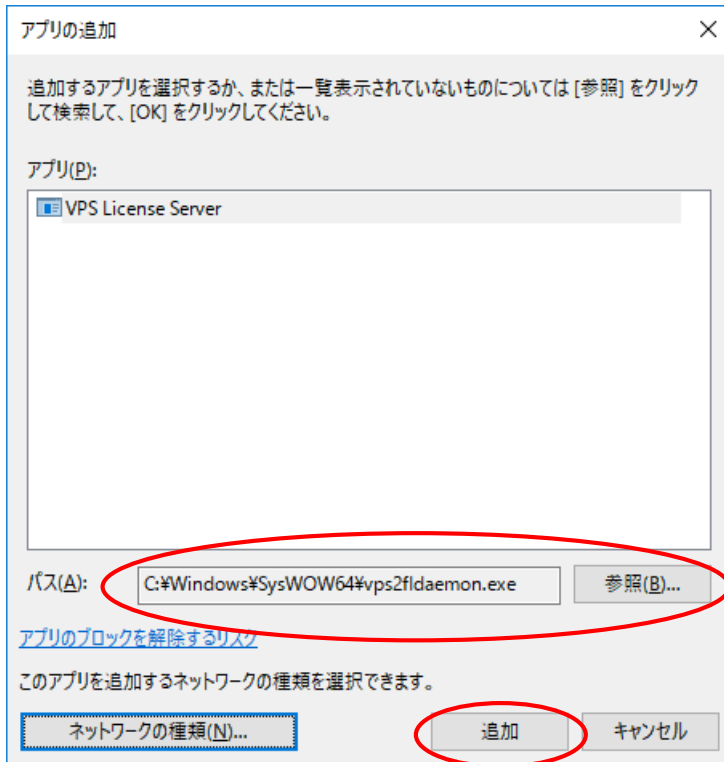 アプリの追加
追加するアプリを選択するか、または一覧表示されていないものについては [参照] をクリック
して検索して、[OK] をクリックしてください。
アプリ(P):
VPS License Server
パス(A):
C:¥Windows¥SysWOW64¥vps2fldaemon.exe
参照(B)...
アプリのブロックを解除するリスク
このアプリを追加するネットワークの種類を選択できます。
ネットワークの種類(N)...
追加
キャンセル